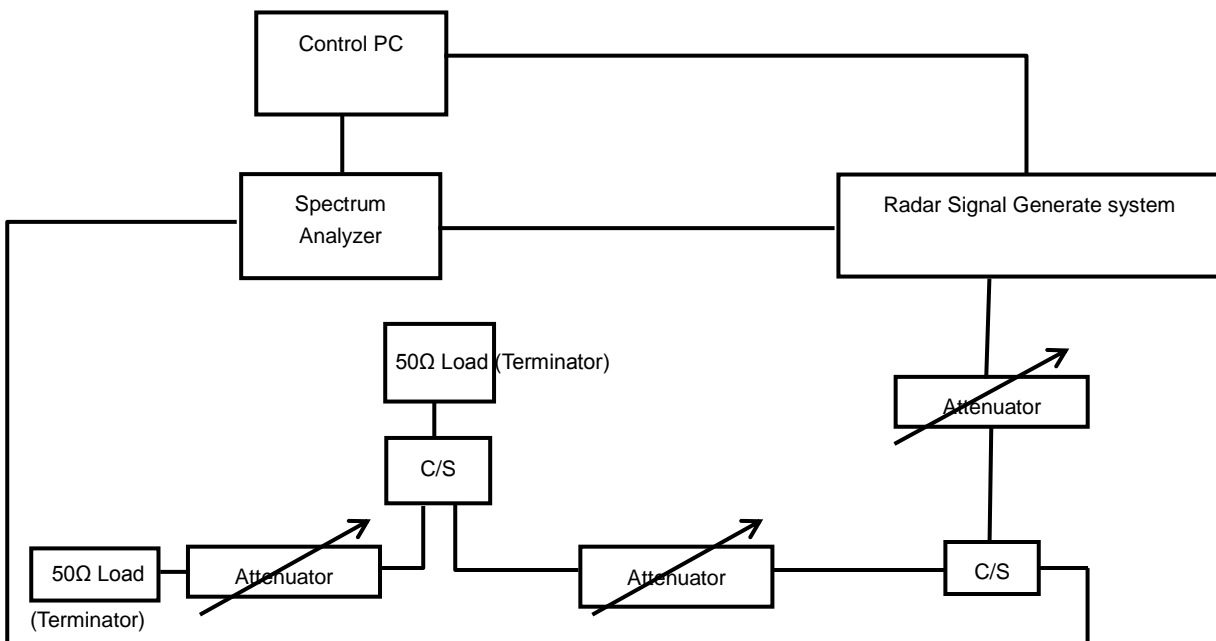 Control PC
Spectrum
Analyzer
Radar Signal Generate system
50Ω Load (Terminator)
Attenuator
C/S
50Ω Load
(Terminator)
Attenuator
Attenuator
C/S